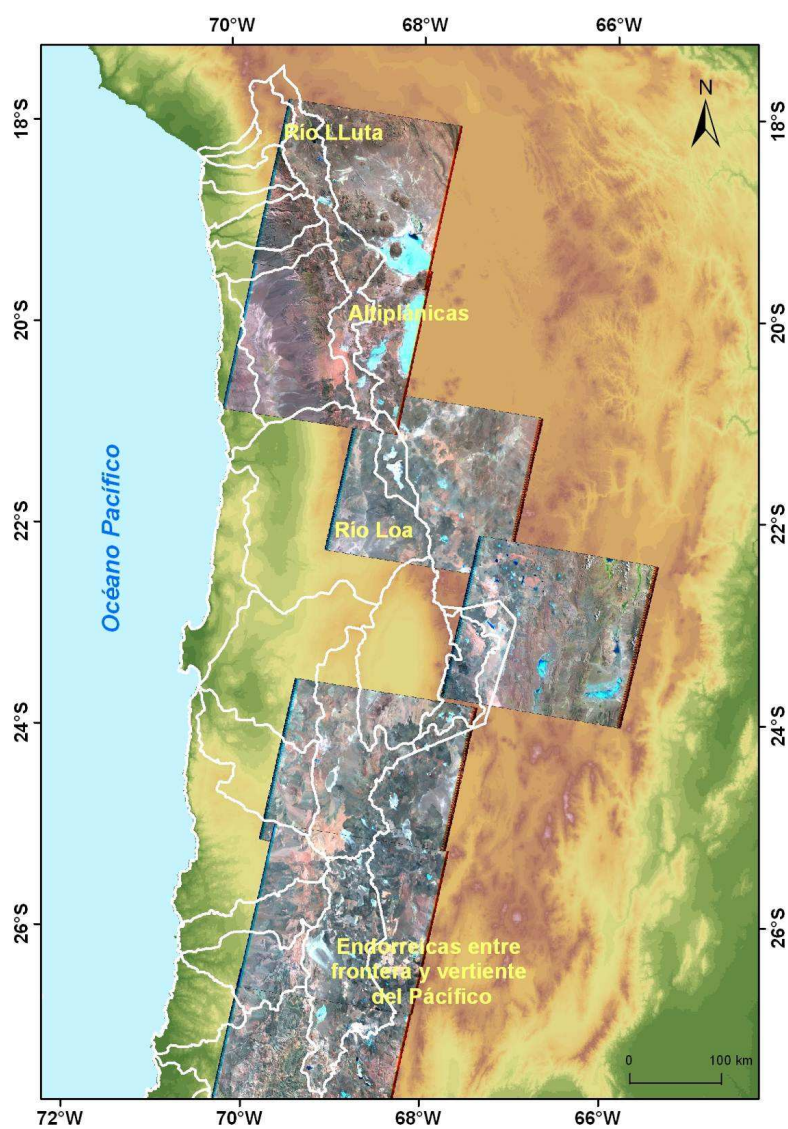 70°W 68°W 66°W
N
18°S 18°S
Río LLuta
20°S 20°S
Altiplánicas
Océano Pacífico
22°S 22°S
Río Loa
24°S 24°S
26°S 26°S
Endorreicas entre
frontera y vertiente
del Pácífico
0 100 km
72°W 70°W 68°W 66°W